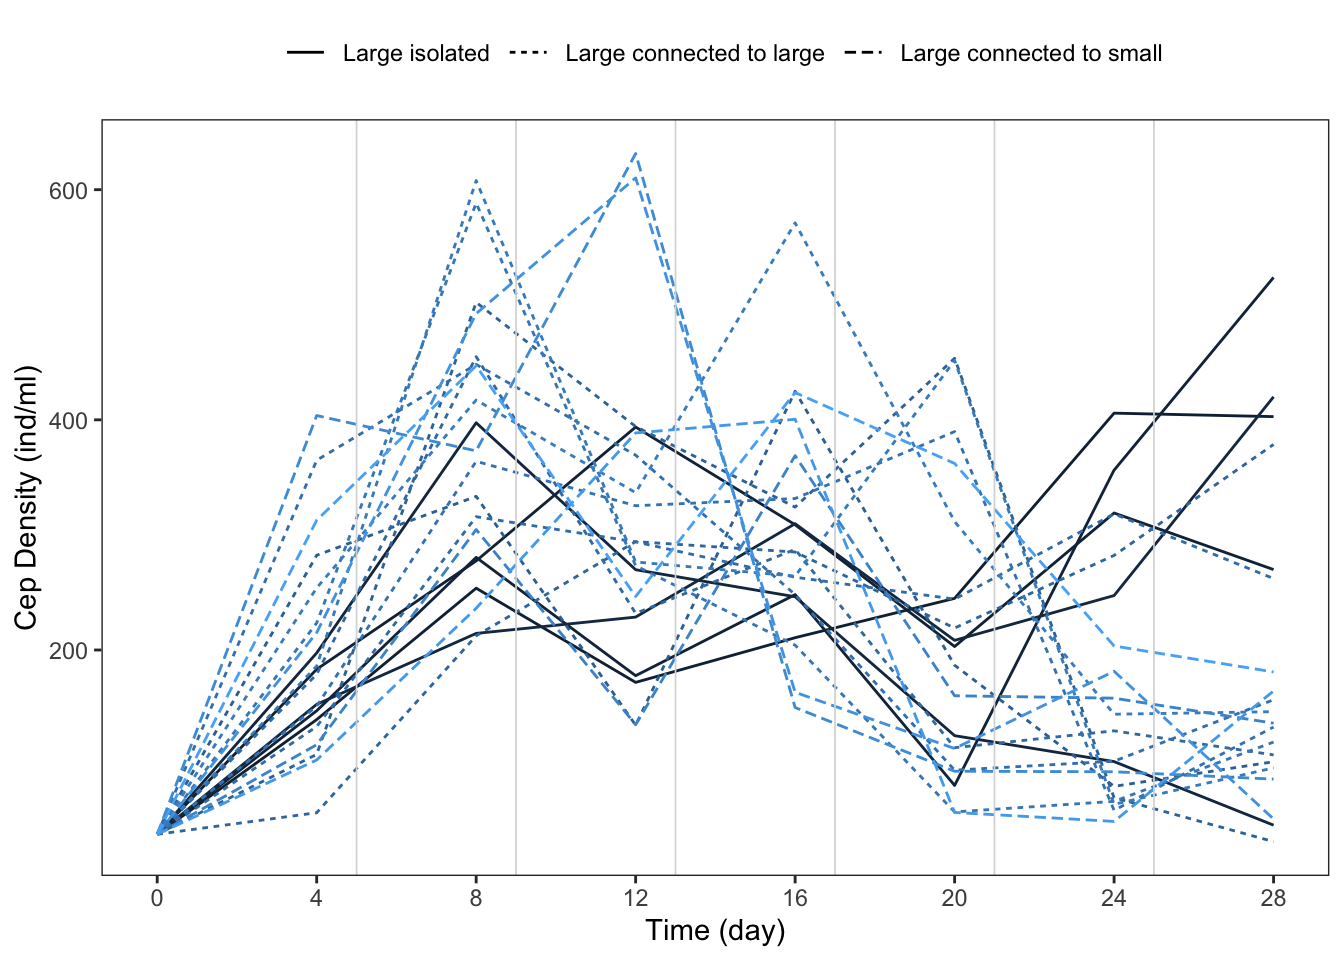 Large isolated Large connected to large Large connected to small
600
400
200
Cep Density (ind/ml)
0 4 8 12 16 20 24 28
Time (day)